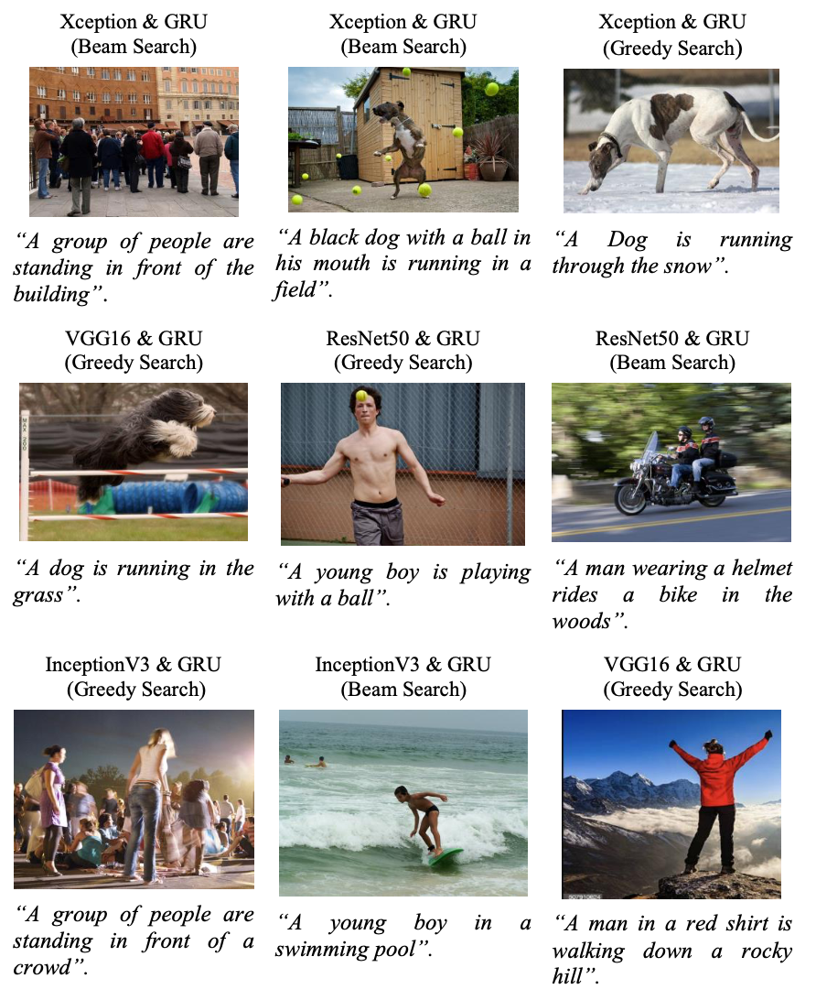 Xception & GRU
(Beam Search)
Xception & GRU
(Beam Search)
Xception & GRU
(Greedy Search)
“A group of people are
standing in front of the
building”.
“A black dog with a ball in
his mouth is running in a
field”.
“A Dog is running
through the snow”.
VGG16 & GRU
(Greedy Search)
ResNet50 & GRU
(Greedy Search)
ResNet50 & GRU
(Beam Search)
MAX 200
“A dog is running in the
grass”.
“A young boy is playing
with a ball”.
“A man wearing a helmet
rides a bike in the
woods”.
InceptionV3 & GRU
(Greedy Search)
InceptionV3 & GRU
(Beam Search)
VGG16 & GRU
(Greedy Search)
“A group of people are
standing in front of a
crowd”.
“A young boy in a
swimming pool”.
“A man in a red shirt is
walking down a rocky
hill”.